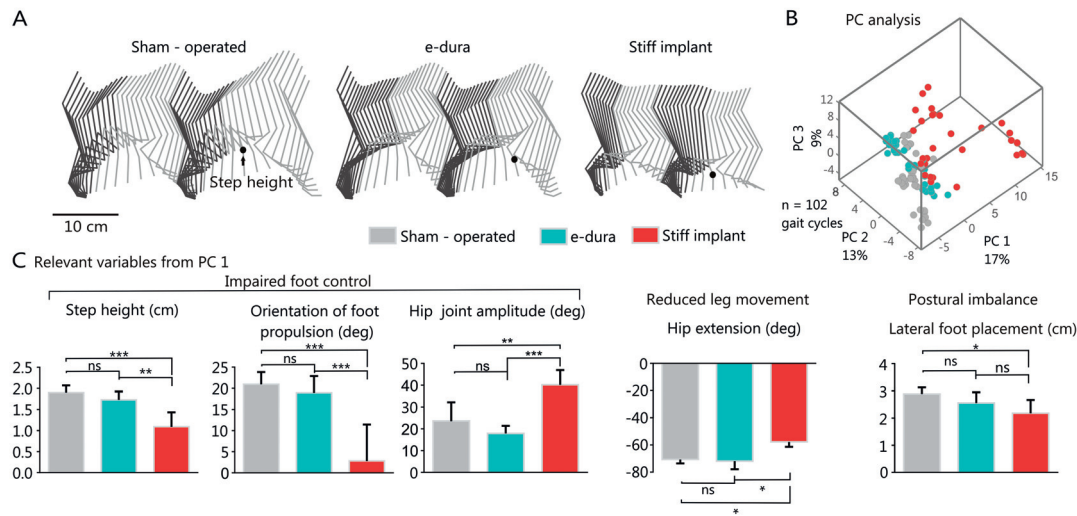 A
Sham - operated
e-dura
Stiff implant
Step height
10 cm
B
PC analysis
12
8
4
0
-4
PC 3
9%
8
4
0
-4
-8
PC 2
13%
-5
0
5
10
15
PC 1
17%
n = 102
gait cycles
Sham - operated
e-dura
Stiff implant
C Relevant variables from PC 1
Impaired foot control
Step height (cm)
***
ns
**
2.5
2.0
1.5
1.0
0.5
0.0
Orientation of foot
propulsion (deg)
***
ns
***
25
20
15
10
5
0
Hip joint amplitude (deg)
**
ns
***
50
40
30
20
10
0
Reduced leg movement
Hip extension (deg)
0
-20
-40
-60
-80
ns
*
*
Postural imbalance
Lateral foot placement (cm)
*
ns
ns
4
3
2
1
0